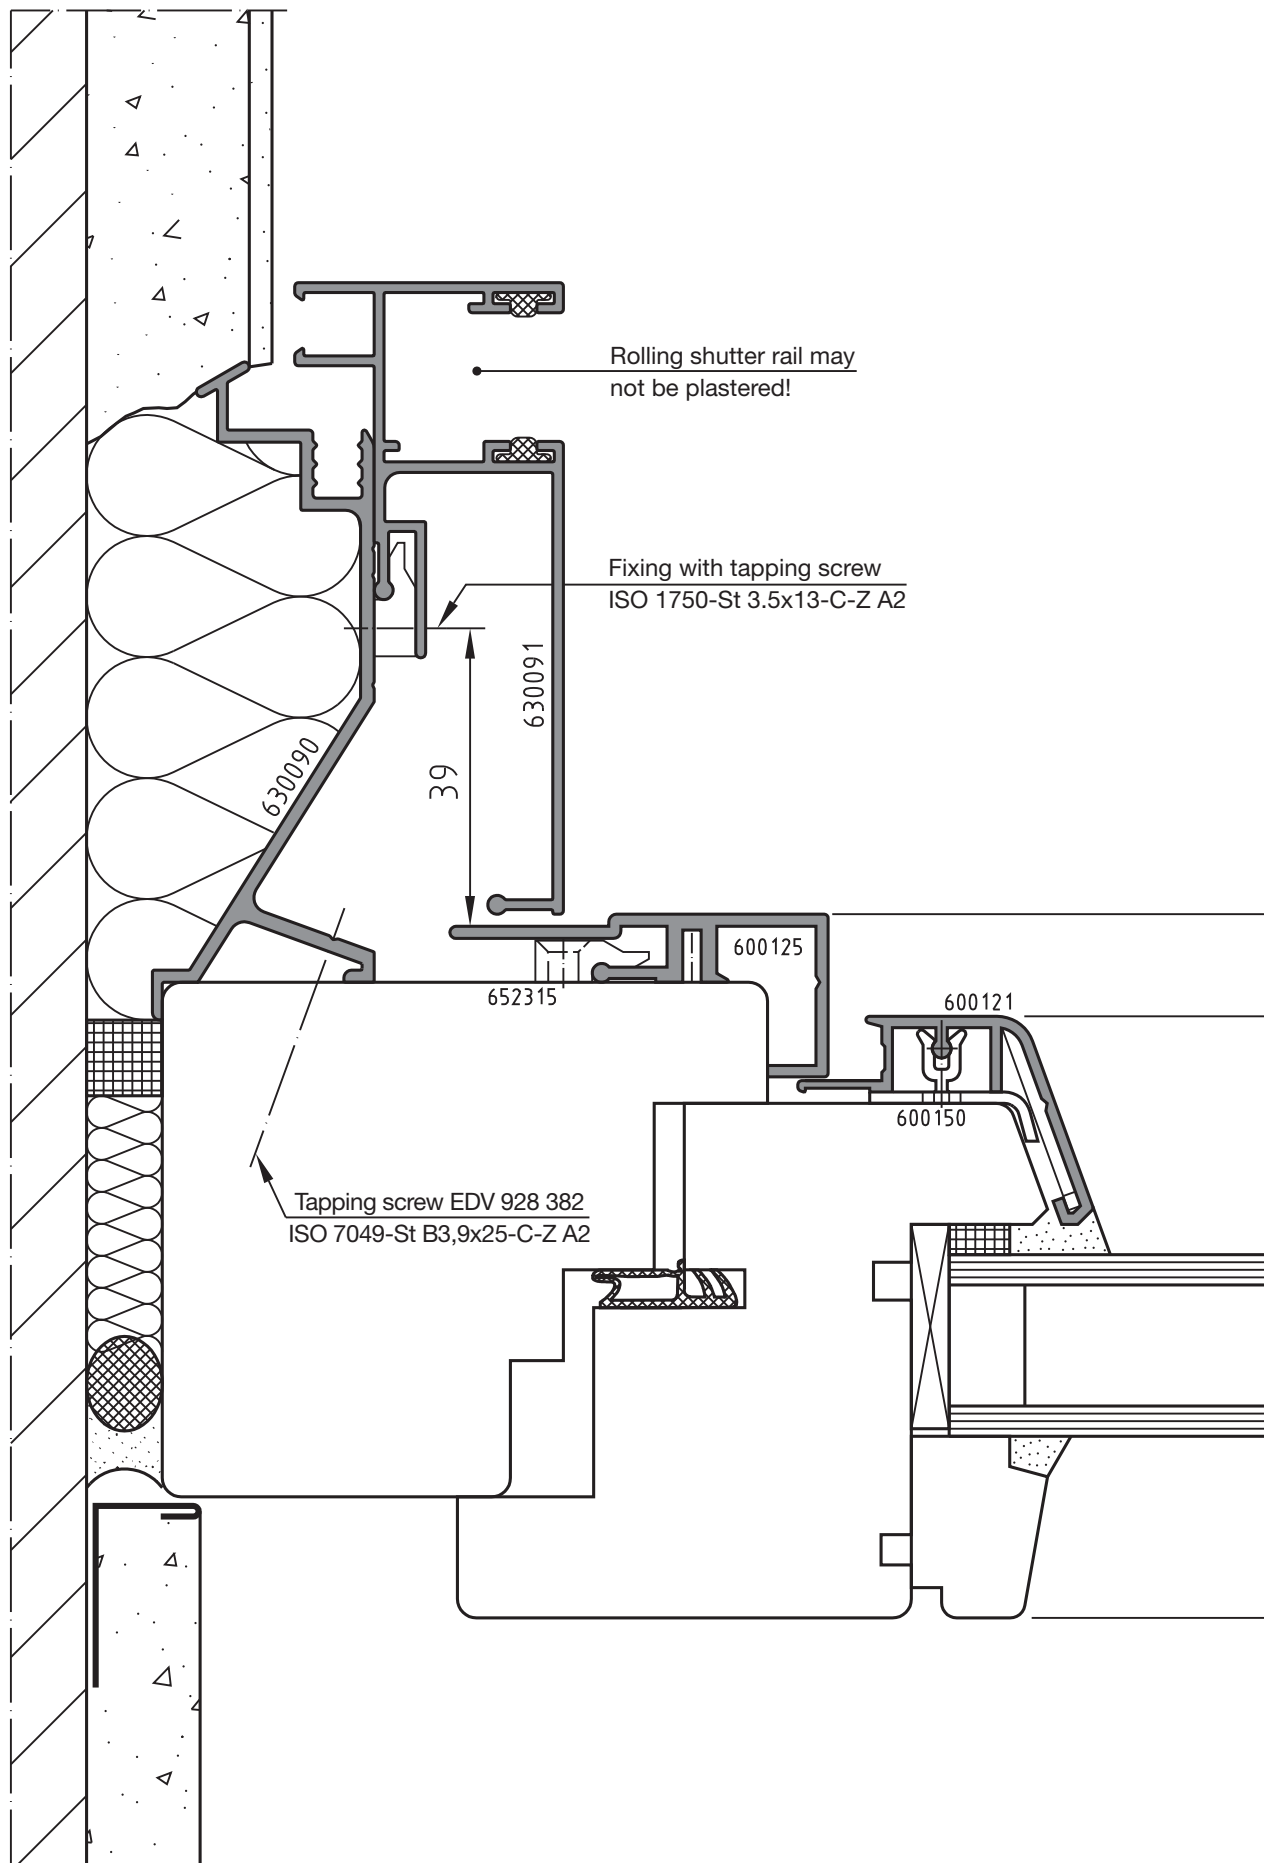 Rolling shutter rail may
not be plastered!
Fixing with tapping screw
ISO 1750-St 3.5x13-C-Z A2
630091
630090
39
600125
652315
600121
600150
Tapping screw EDV 928 382
ISO 7049-St B3,9x25-C-Z A2